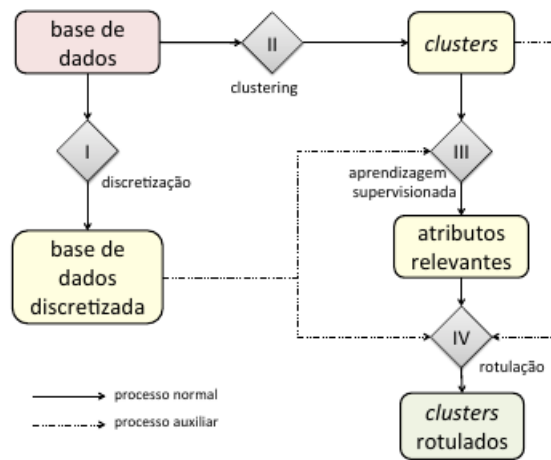 base de
dados
II
clustering
clusters
I
discretização
III
aprendizagem
supervisionada
base de
dados
discretizada
atributos
relevantes
IV
rotulação
processo normal
processo auxiliar
clusters
rotulados